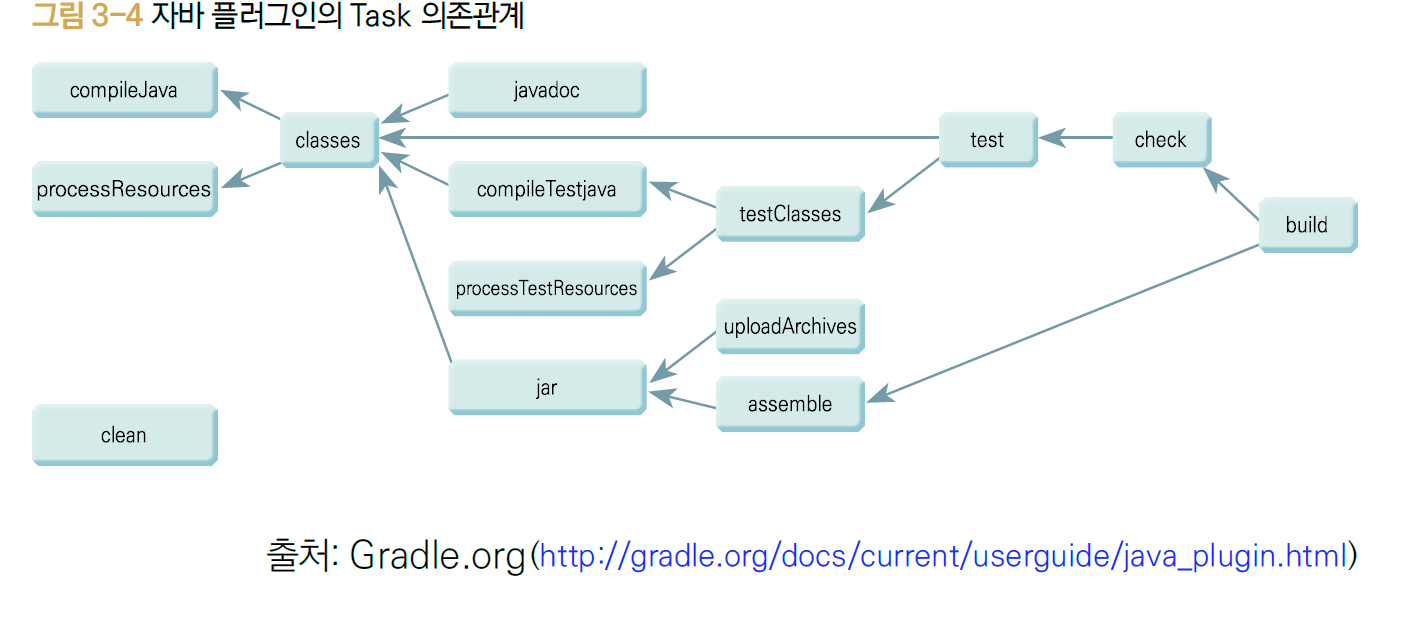 그림 3-4 자바 플러그인의 Task 의존관계
compileJava
javadoc
classes
test
check
processResources
compileTestjava
testClasses
build
processTestResources
uploadArchives
jar
assemble
clean
출처: Gradle.org(http://gradle.org/docs/current/userguide/java_plugin.html)